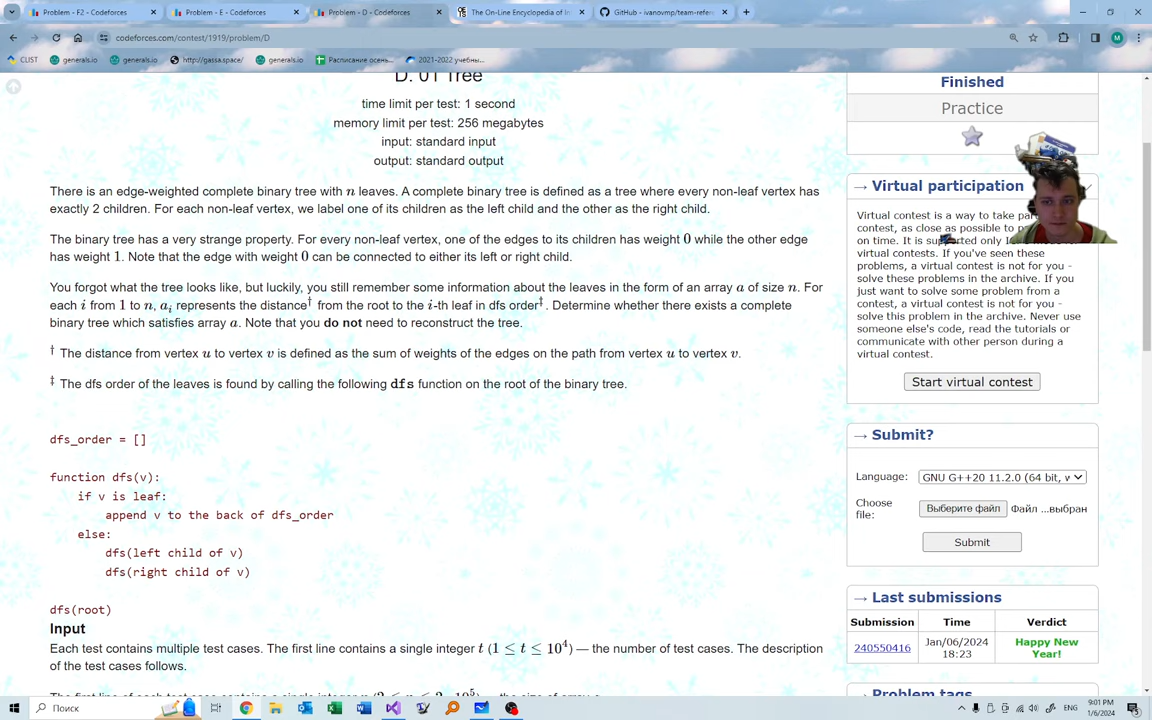 Problem - F2 - Codeforces
Problem - E - Codeforces
Problem - D - Codeforces
The On-Line Encyclopedia of In
GitHub - ivanovmp/team-refere
codeforces.com/contest/1919/problem/D
CLIST
generals.io
generals.io
http://gassa.space/
generals.io
Расписание осень...
2021-2022 учебны...
D. 01 Tree
time limit per test: 1 second
memory limit per test: 256 megabytes
input: standard input
output: standard output
There is an edge-weighted complete binary tree with n leaves. A complete binary tree is defined as a tree where every non-leaf vertex has
exactly 2 children. For each non-leaf vertex, we label one of its children as the left child and the other as the right child.
The binary tree has a very strange property. For every non-leaf vertex, one of the edges to its children has weight 0 while the other edge
has weight 1. Note that the edge with weight 0 can be connected to either its left or right child.
You forgot what the tree looks like, but luckily, you still remember some information about the leaves in the form of an array a of size n. For
each i from 1 to n, a_i represents the distance† from the root to the i-th leaf in dfs order‡. Determine whether there exists a complete
binary tree which satisfies array a. Note that you do not need to reconstruct the tree.
† The distance from vertex u to vertex v is defined as the sum of weights of the edges on the path from vertex u to vertex v.
‡ The dfs order of the leaves is found by calling the following dfs function on the root of the binary tree.
dfs_order = []
function dfs(v):
if v is leaf:
append v to the back of dfs_order
else:
dfs(left child of v)
dfs(right child of v)
dfs(root)
Input
Each test contains multiple test cases. The first line contains a single integer t (1 ≤ t ≤ 10^4) — the number of test cases. The description
of the test cases follows.
Finished
Practice
→ Virtual participation
Virtual contest is a way to take par
contest, as close as possible to p
on time. It is supported only
virtual contests. If you've seen these
problems, a virtual contest is not for you -
solve these problems in the archive. If you
just want to solve some problem from a
contest, a virtual contest is not for you -
solve this problem in the archive. Never use
someone else's code, read the tutorials or
communicate with other person during a
virtual contest.
Start virtual contest
→ Submit?
Language:
GNU G++20 11.2.0 (64 bit, v
Choose
file:
Выберите файл
Файл ...выбран
Submit
→ Last submissions
Submission
Time
Verdict
240550416
Jan/06/2024
18:23
Happy New
Year!
→ Problem tags
Поиск
ENG
9:01 PM
1/6/2024